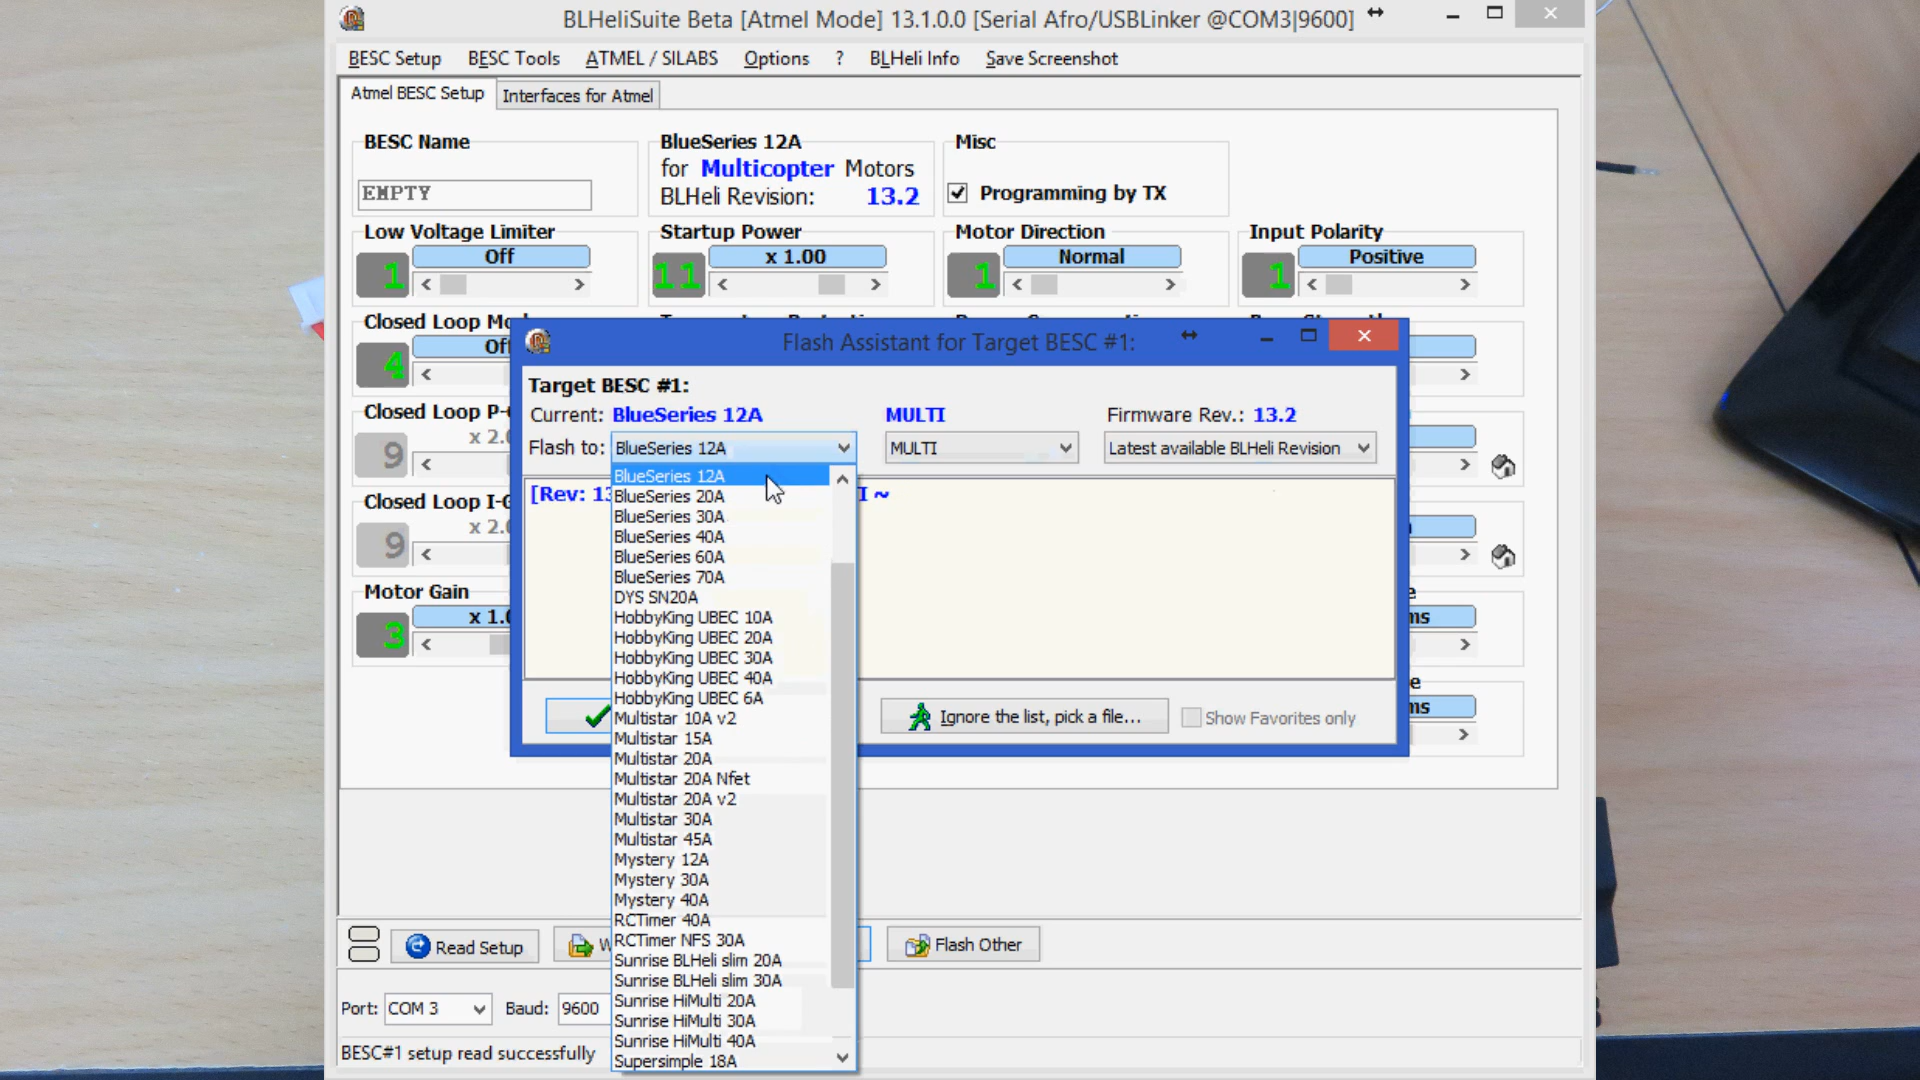 BLHeliSuite Beta [Atmel Mode] 13.1.0.0 [Serial Afro/USBLinker @COM3|9600]
BESC Setup BESC Tools ATMEL / SILABS Options ? BLHeli Info Save Screenshot
Atmel BESC Setup Interfaces for Atmel
BESC Name BlueSeries 12A Misc
for Multicopter Motors
EMPTY BLHeli Revision: 13.2 Programming by TX
Low Voltage Limiter Startup Power Motor Direction Input Polarity
1 Off 11 x 1.00 1 Normal 1 Positive
Closed Loop
4
Closed Loop
9 x 2.
Closed Loop
9 x 2.
Motor Gain
3 x 1.
Flash Assistant for Target BESC #1:
Target BESC #1:
Current: BlueSeries 12A MULTI Firmware Rev.: 13.2
Flash to: BlueSeries 12A MULTI Latest available BLHeli Revision
[Rev: 13
BlueSeries 12A
BlueSeries 20A
BlueSeries 30A
BlueSeries 40A
BlueSeries 60A
BlueSeries 70A
DYS SN20A
HobbyKing UBEC 10A
HobbyKing UBEC 20A
HobbyKing UBEC 30A
HobbyKing UBEC 40A
HobbyKing UBEC 6A
Multistar 10A v2
Multistar 15A
Multistar 20A
Multistar 20A Nfet
Multistar 20A v2
Multistar 30A
Multistar 45A
Mystery 12A
Mystery 30A
Mystery 40A
RCTimer 40A
RCTimer NFS 30A
Sunrise BLHeli slim 20A
Sunrise BLHeli slim 30A
Sunrise HiMulti 20A
Sunrise HiMulti 30A
Sunrise HiMulti 40A
Supersimple 18A
Ignore the list, pick a file... Show Favorites only
Read Setup Flash Other
Port: COM 3 Baud: 9600
BESC#1 setup read successfully